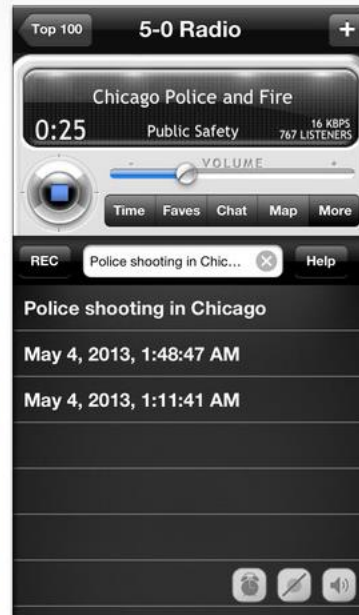 Top 100
5-0 Radio
+
Chicago Police and Fire
0:25
Public Safety
16 KBPS
767 LISTENERS
- VOLUME +
Time Faves Chat Map More
REC
Police shooting in Chic...
Help
Police shooting in Chicago
May 4, 2013, 1:48:47 AM
May 4, 2013, 1:11:41 AM